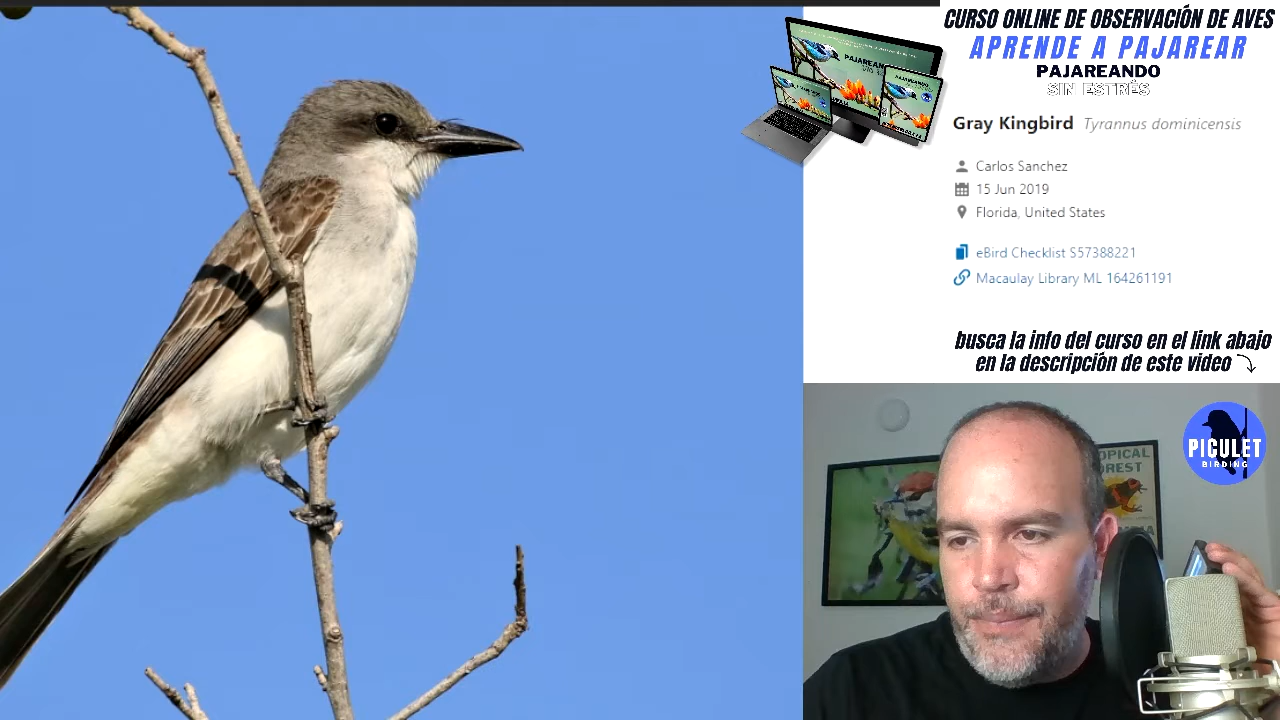 CURSO ONLINE DE OBSERVACIÓN DE AVES
APRENDE A PAJAREAR
PAJAREANDO
SIN ESTRÉS
Gray Kingbird Tyrannus dominicensis
Carlos Sanchez
15 Jun 2019
Florida, United States
eBird Checklist S57388221
Macaulay Library ML 164261191
busca la info del curso en el link abajo
en la descripción de este video
PICULET
BIRDING
OPICAL
OREST